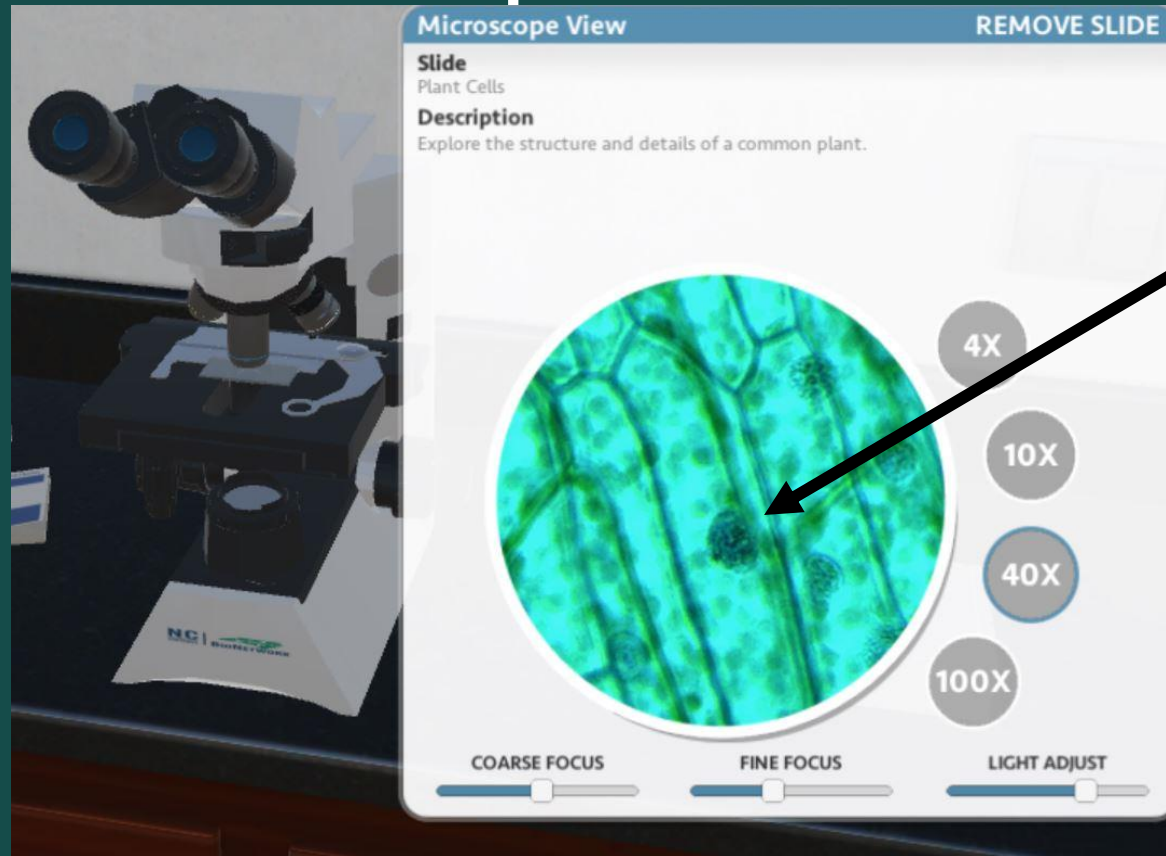 Microscope View
REMOVE SLIDE
Slide
Plant Cells
Description
Explore the structure and details of a common plant.
4X
10X
40X
100X
NC
BioNetwork
COARSE FOCUS
FINE FOCUS
LIGHT ADJUST